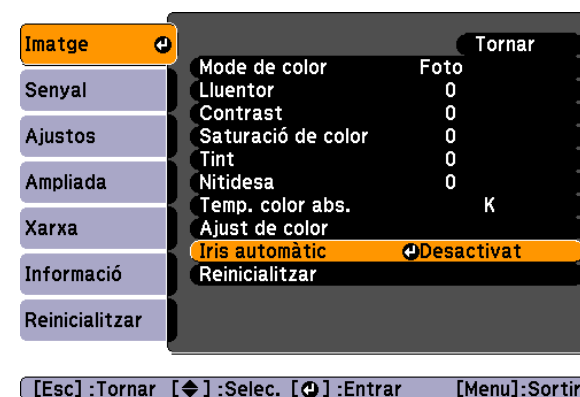 Imatge
Senyal
Ajustos
Ampliada
Xarxa
Informació
Reinicialitzar
Tornar
Mode de color Foto
Lluentor 0
Contrast 0
Saturació de color 0
Tint 0
Nitidesa 0
Temp. color abs. K
Ajust de color
Iris automàtic Desactivat
Reinicialitzar
[Esc] :Tornar [ ] :Selec. [ ] :Entrar [Menu]:Sortir